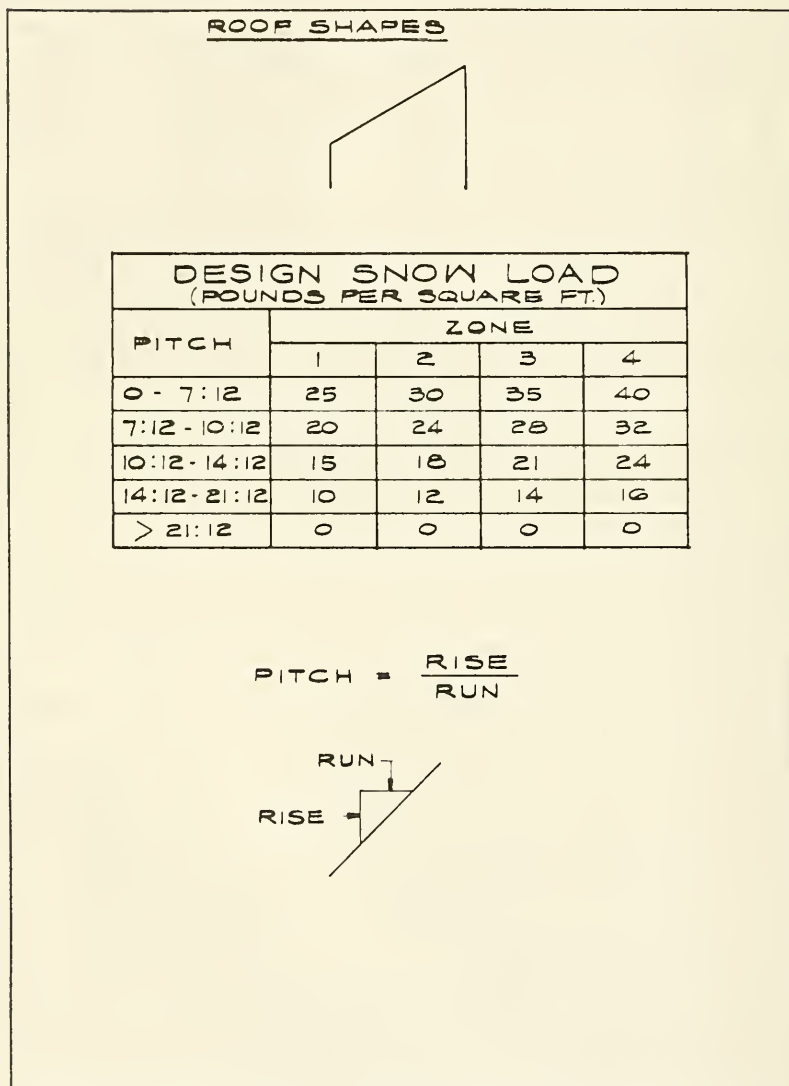 ROOF SHAPES
DESIGN SNOW LOAD
(POUNDS PER SQUARE FT.)
PITCH ZONE
1 2 3 4
0 - 7:12 25 30 35 40
7:12 - 10:12 20 24 28 32
10:12 - 14:12 15 18 21 24
14:12 - 21:12 10 12 14 16
> 21:12 0 0 0 0
PITCH = RISE
RUN
RUN
RISE